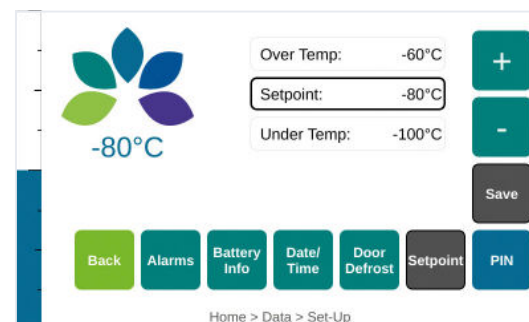 Over Temp: -60°C
Setpoint: -80°C
Under Temp: -100°C
-80°C
+
-
Save
Back
Alarms
Battery
Info
Date/
Time
Door
Defrost
Setpoint
PIN
Home > Data > Set-Up